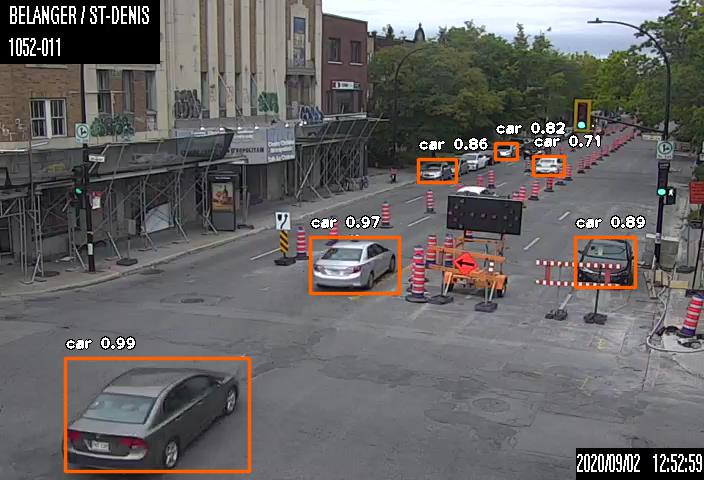 BELANGER / ST-DENIS
1052-011
car 0.82
car 0.86
car 0.71
METROPOLITAIN
car 0.97
car 0.89
car 0.99
2020/09/02 12:52:59